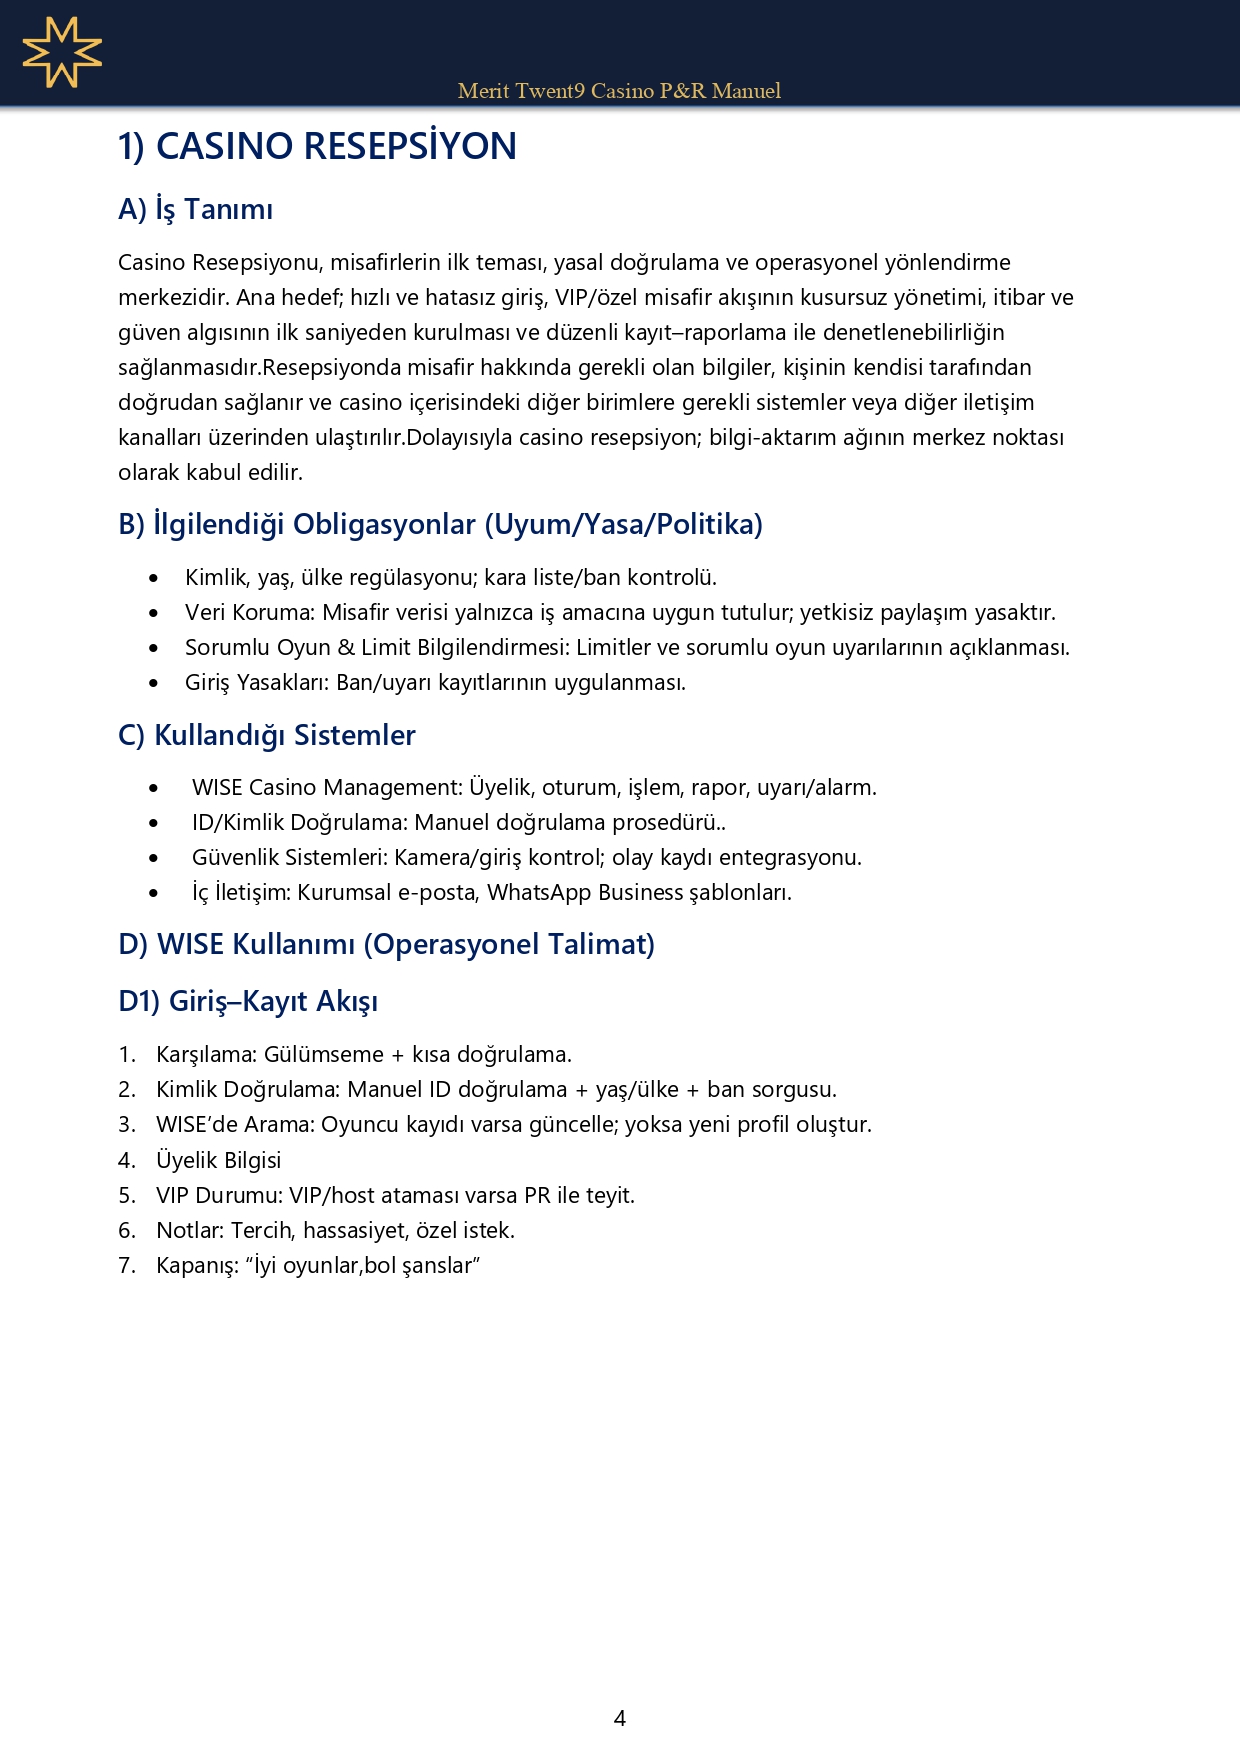 Merit Twent9 Casino P&R Manuel
1) CASINO RESEPSİYON
A) İş Tanımı
Casino Resepsiyonu, misafirlerin ilk teması, yasal doğrulama ve operasyonel yönlendirme
merkezidir. Ana hedef; hızlı ve hatasız giriş, VIP/özel misafir akışının kusursuz yönetimi, itibar ve
güven algısının ilk saniyeden kurulması ve düzenli kayıt–raporlama ile denetlenebilirliğin
sağlanmasıdır.Resepsiyonda misafir hakkında gerekli olan bilgiler, kişinin kendisi tarafından
doğrudan sağlanır ve casino içerisindeki diğer birimlere gerekli sistemler veya diğer iletişim
kanalları üzerinden ulaştırılır.Dolayısıyla casino resepsiyon; bilgi-aktarım ağının merkez noktası
olarak kabul edilir.
B) İlgilendiği Obligasyonlar (Uyum/Yasa/Politika)
• Kimlik, yaş, ülke regülasyonu; kara liste/ban kontrolü.
• Veri Koruma: Misafir verisi yalnızca iş amacına uygun tutulur; yetkisiz paylaşım yasaktır.
• Sorumlu Oyun & Limit Bilgilendirmesi: Limitler ve sorumlu oyun uyarılarının açıklanması.
• Giriş Yasakları: Ban/uyarı kayıtlarının uygulanması.
C) Kullandığı Sistemler
• WISE Casino Management: Üyelik, oturum, işlem, rapor, uyarı/alarm.
• ID/Kimlik Doğrulama: Manuel doğrulama prosedürü..
• Güvenlik Sistemleri: Kamera/giriş kontrol; olay kaydı entegrasyonu.
• İç İletişim: Kurumsal e-posta, WhatsApp Business şablonları.
D) WISE Kullanımı (Operasyonel Talimat)
D1) Giriş–Kayıt Akışı
1. Karşılama: Gülümseme + kısa doğrulama.
2. Kimlik Doğrulama: Manuel ID doğrulama + yaş/ülke + ban sorgusu.
3. WISE’de Arama: Oyuncu kayıdı varsa güncelle; yoksa yeni profil oluştur.
4. Üyelik Bilgisi
5. VIP Durumu: VIP/host ataması varsa PR ile teyit.
6. Notlar: Tercih, hassasiyet, özel istek.
7. Kapanış: “İyi oyunlar,bol şanslar”
4